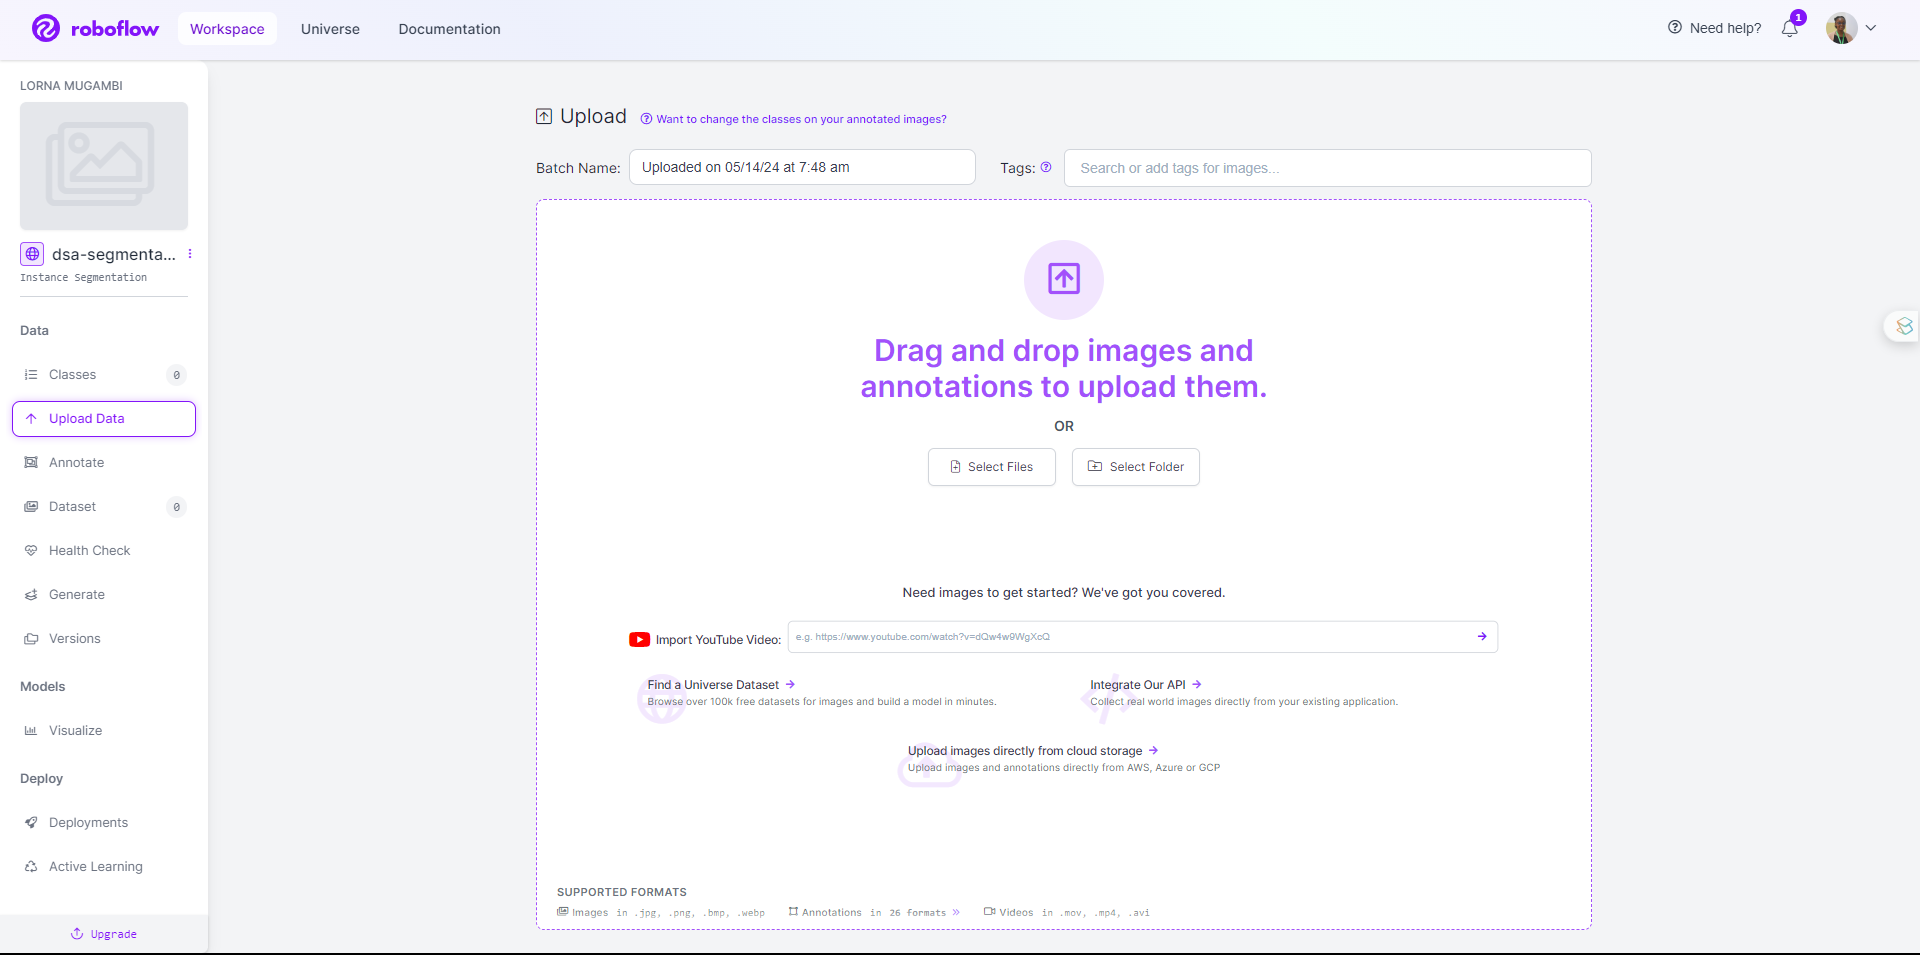 roboflow
Workspace
Universe
Documentation
Need help?
1
LORNA MUGAMBI
dsa-segmenta...
Instance Segmentation
Data
Classes 0
Upload Data
Annotate
Dataset 0
Health Check
Generate
Versions
Models
Visualize
Deploy
Deployments
Active Learning
Upgrade
Upload
Want to change the classes on your annotated images?
Batch Name: Uploaded on 05/14/24 at 7:48 am
Tags: Search or add tags for images...
Drag and drop images and
annotations to upload them.
OR
Select Files
Select Folder
Need images to get started? We've got you covered.
Import YouTube Video: e.g. https://www.youtube.com/watch?v=dQw4w9WgXcQ
Find a Universe Dataset
Browse over 100k free datasets for images and build a model in minutes.
Integrate Our API
Collect real world images directly from your existing application.
Upload images directly from cloud storage
Upload images and annotations directly from AWS, Azure or GCP
SUPPORTED FORMATS
Images in .jpg, .png, .bmp, .webp
Annotations in 26 formats »
Videos in .mov, .mp4, .avi